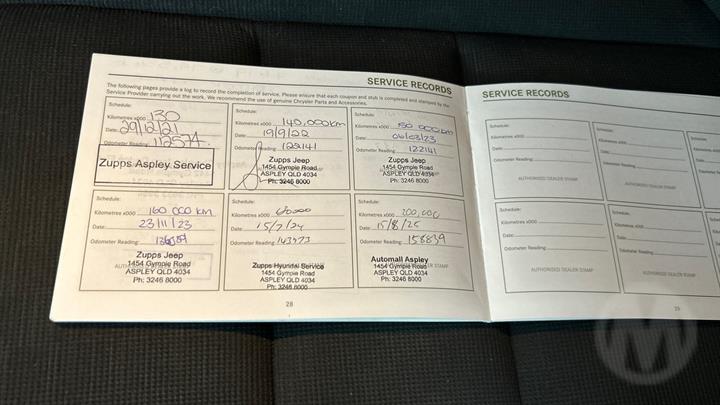 SERVICE RECORDS
The following pages provide a log to record the completion of service. Please ensure that each coupon and stub is completed and stamped by the
Service Provider carrying out the work. We recommend the use of genuine Chrysler Parts and Accessories.
Schedule:
Kilometres x000 130
Date: 29/12/21
Odometer Reading: 112571
Zupps Aspley Service
Schedule:
Kilometres x000 140,000km
Date: 19/9/22
Odometer Reading: 122141
Zupps Jeep
1454 Gympie Road
ASPLEY QLD 4034
Ph: 3246 8000
Schedule:
Kilometres x000 50 000km
Date: 06/03/23
Odometer Reading: 122141
Zupps Jeep
1454 Gympie Road
ASPLEY QLD 4034
Ph: 3246 8000
Schedule:
Kilometres x000 160 000 km
Date: 23/11/23
Odometer Reading:
Zupps Jeep
1454 Gympie Road
ASPLEY QLD 4034
Ph: 3246 8000
Schedule:
Kilometres x000
Date: 15/7/24
Odometer Reading: 143973
Zupps Hyundai Service
1454 Gympie Road
ASPLEY QLD 4034
Ph: 3246 8000
Schedule:
Kilometres x000 200,000
Date: 15/8/25
Odometer Reading: 158839
Automall Aspley
1454 Gympie Road
ASPLEY QLD 4034
Ph: 3246 8000
28
SERVICE RECORDS
Schedule:
Kilometres x000
Date:
Odometer Reading:
AUTHORISED DEALER STAMP
Schedule:
Kilometres x000
Date:
Odometer Reading
AUTHORISED DEALER STAMP
Schedule:
Kilometres x000
Date:
Odometer Reading:
AUTHORISED DEALER STAMP
Schedule:
Kilometres x000
Date:
Odometer Reading
AUTHORISED DEALER STAMP
29
M